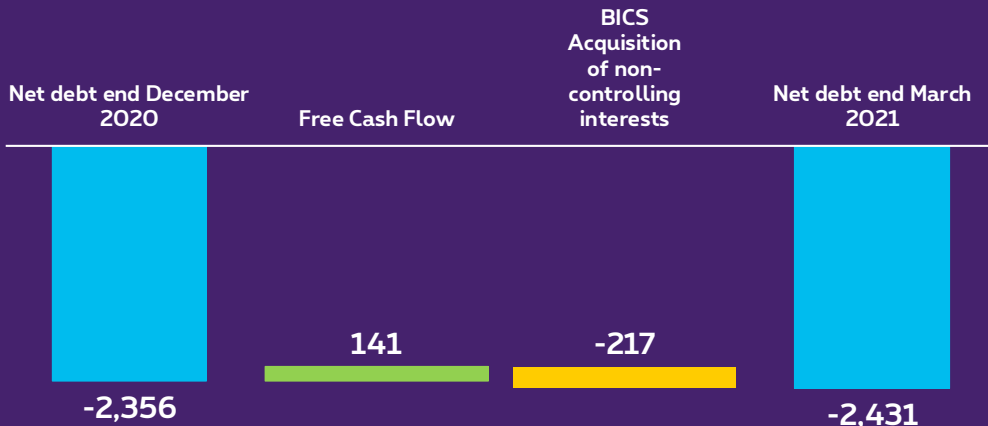 Net debt end December
2020
Free Cash Flow
BICS
Acquisition
of non-
controlling
interests
Net debt end March
2021
-2,356
141
-217
-2,431